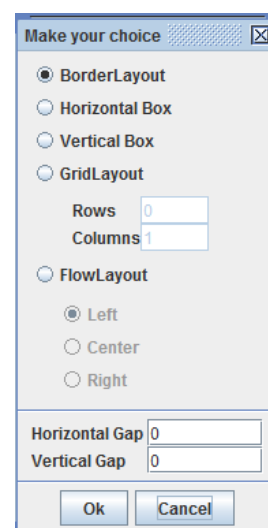 Make your choice
BorderLayout
Horizontal Box
Vertical Box
GridLayout
Rows 0
Columns 1
FlowLayout
Left
Center
Right
Horizontal Gap 0
Vertical Gap 0
Ok Cancel